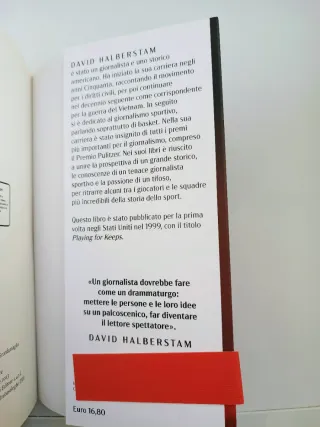 DAVID HALBERSTAM
è stato un giornalista e uno storico
americano. Ha iniziato la sua carriera negli
anni Cinquanta, raccontando il movimento
per i diritti civili, per poi continuare
nel decennio seguente come corrispondente
per la guerra del Vietnam. In seguito
si è dedicato al giornalismo sportivo,
parlando soprattutto di basket. Nella sua
carriera è stato insignito di tutti i premi
più importanti per il giornalismo, compreso
il Premio Pulitzer. Nei suoi libri è riuscito
a unire la prospettiva di un grande storico,
le conoscenze di un tenace giornalista
sportivo e la passione di un tifoso,
per ritrarre alcuni tra i giocatori e le squadre
più incredibili della storia dello sport.
Questo libro è stato pubblicato per la prima
volta negli Stati Uniti nel 1999, con il titolo
Playing for Keeps.
«Un giornalista dovrebbe fare
come un drammaturgo:
mettere le persone e le loro idee
su un palcoscenico, far diventare
il lettore spettatore».
DAVID HALBERSTAM
Euro 16,80